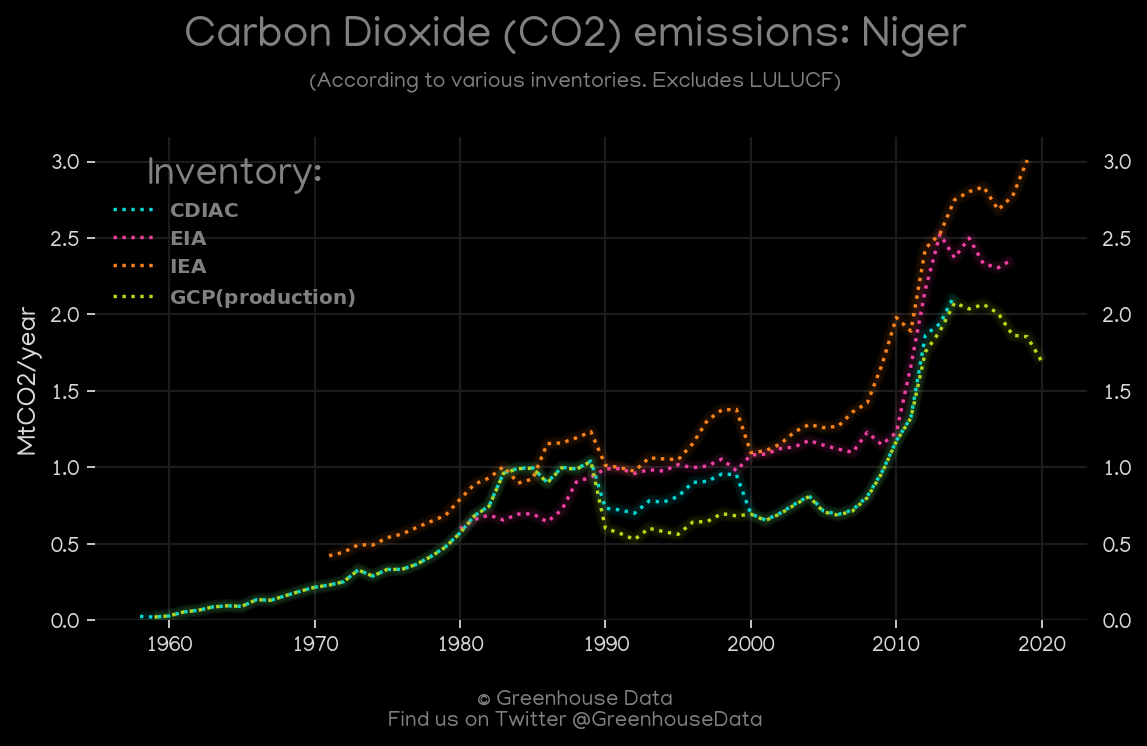 Carbon Dioxide (CO2) emissions: Niger
(According to various inventories. Excludes LULUCF)
Inventory:
CDIAC
EIA
IEA
GCP(production)
MtCO2/year
3.0
2.5
2.0
1.5
1.0
0.5
0.0
3.0
2.5
2.0
1.5
1.0
0.5
0.0
1960 1970 1980 1990 2000 2010 2020
© Greenhouse Data
Find us on Twitter @GreenhouseData